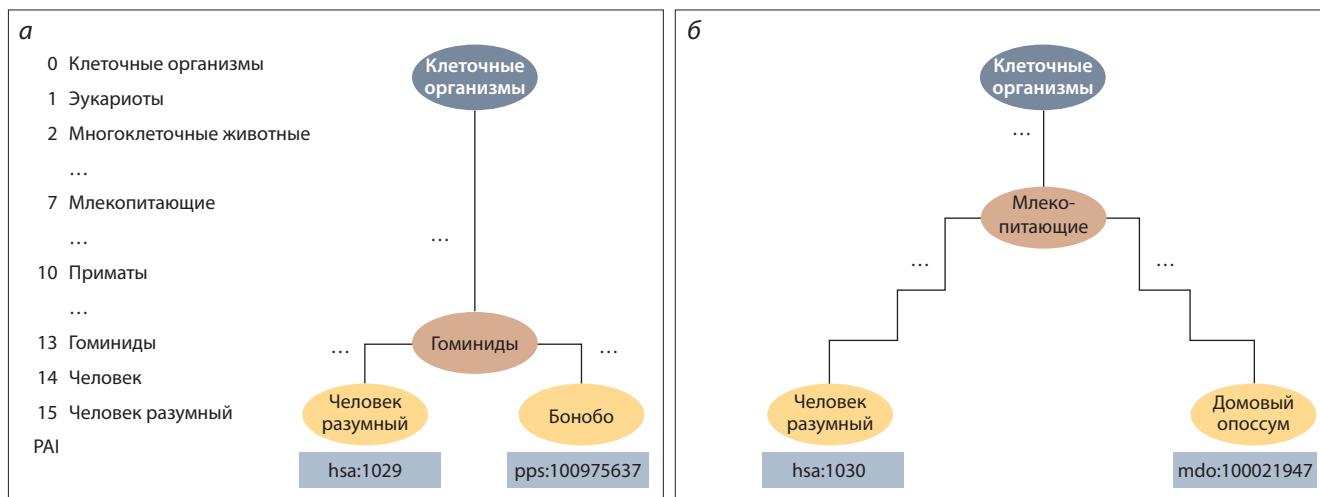 а
0 Клеточные организмы
1 Эукариоты
2 Многоклеточные животные
…
7 Млекопитающие
…
10 Приматы
…
13 Гоминиды
14 Человек
15 Человек разумный
PAI
Клеточные
организмы
…
Гоминиды
…
…
Человек
разумный
Бонобо
hsa:1029
pps:100975637
б
Клеточные
организмы
…
Млеко-
питающие
…
…
Человек
разумный
Домовый
опоссум
hsa:1030
mdo:100021947